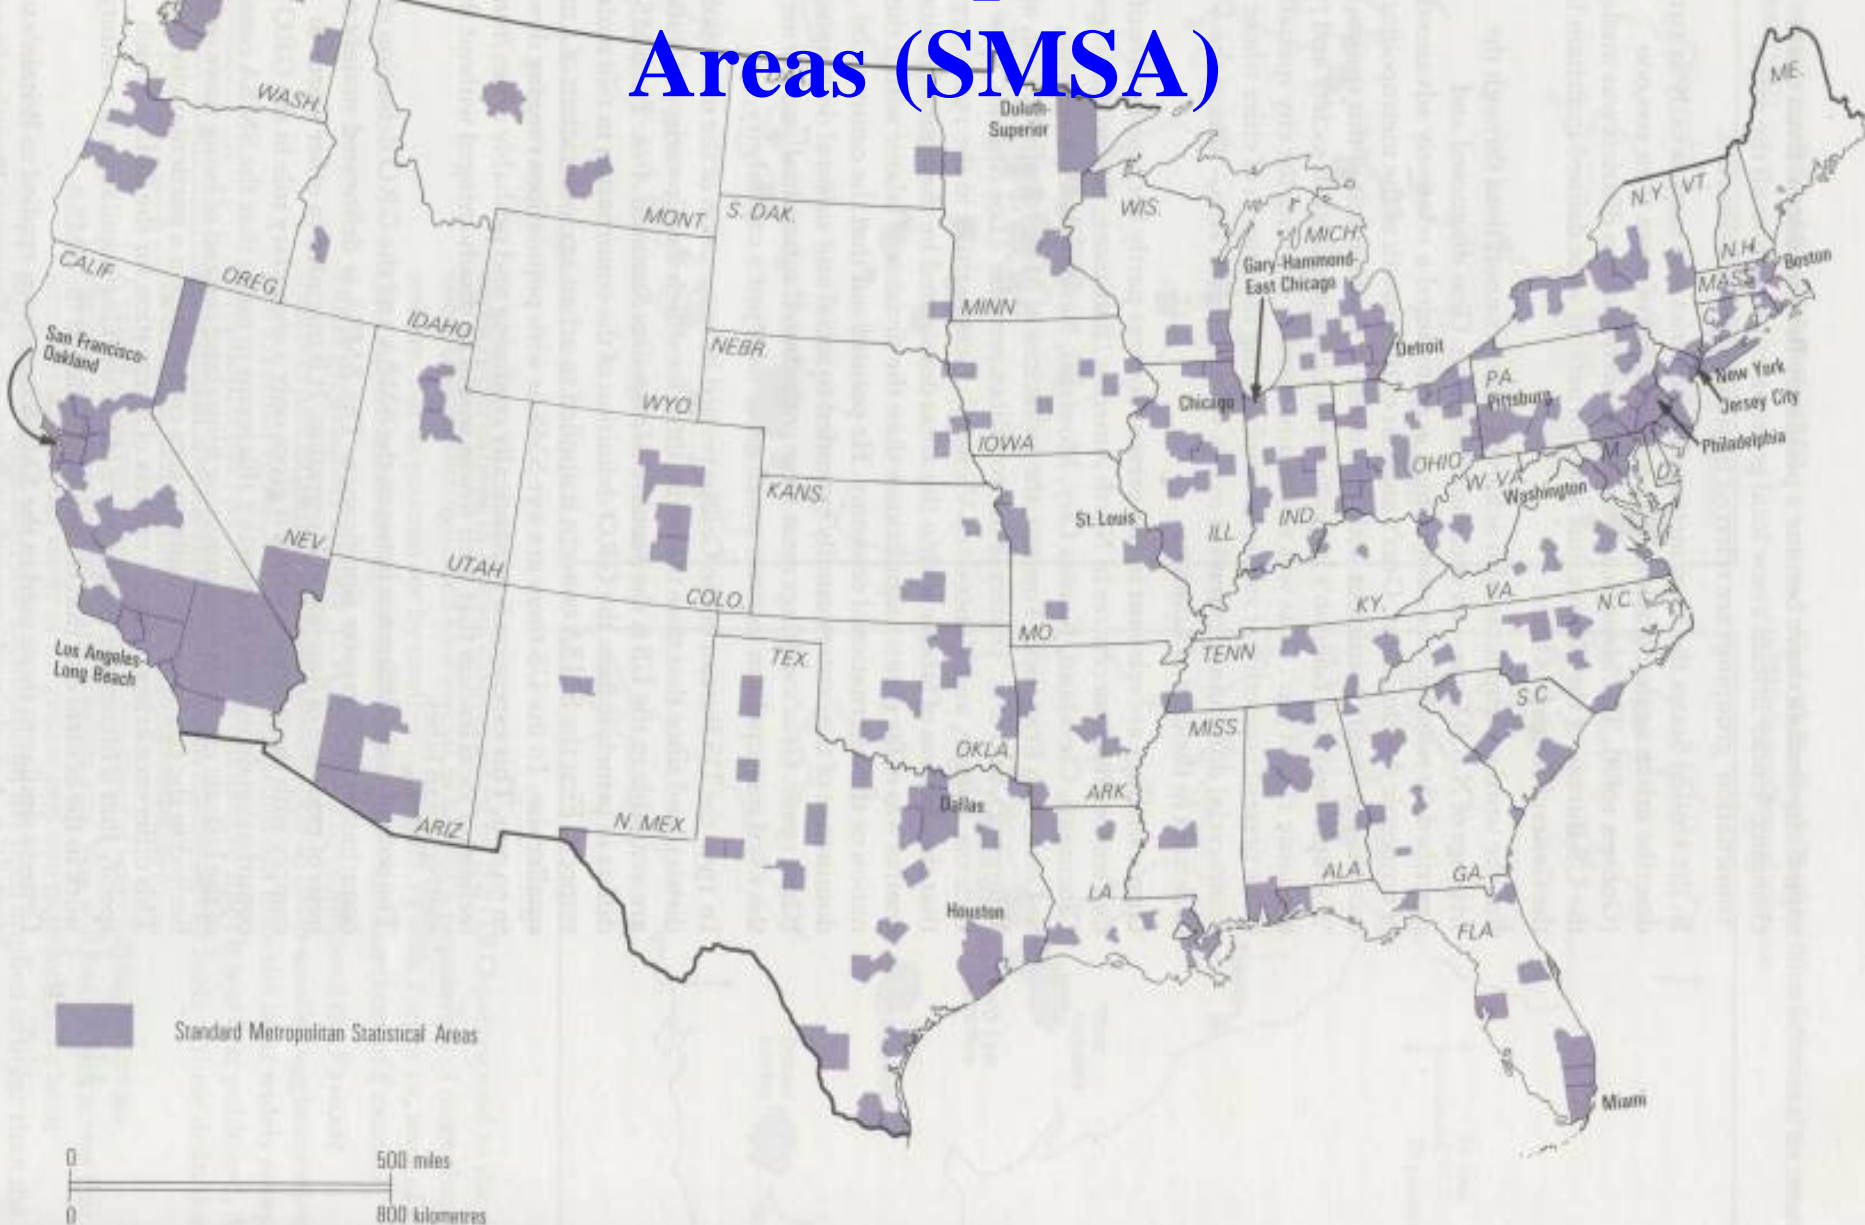 Areas (SMSA)
WASH.
ME.
Duluth-
Superior
MONT.
S. DAK.
WIS.
MICH.
N.Y.
VT.
N.H.
MASS.
Boston
CALIF.
OREG.
IDAHO
MINN
Gary-Hammond-
East Chicago
San Francisco-
Oakland
NEBR.
WYO.
Detroit
PA.
Pittsburg
New York
Jersey City
Philadelphia
Chicago
IOWA
OHIO
W. VA.
Washington
KANS.
St. Louis
ILL.
IND.
NEV.
UTAH
COLO.
MO.
KY.
VA.
N.C.
Los Angeles-
Long Beach
TEX.
TENN
S.C.
MISS.
OKLA.
ARK.
Dallas
ARIZ.
N. MEX.
LA.
ALA.
GA.
Houston
FLA.
Miami
Standard Metropolitan Statistical Areas
0 500 miles
0 800 kilometres